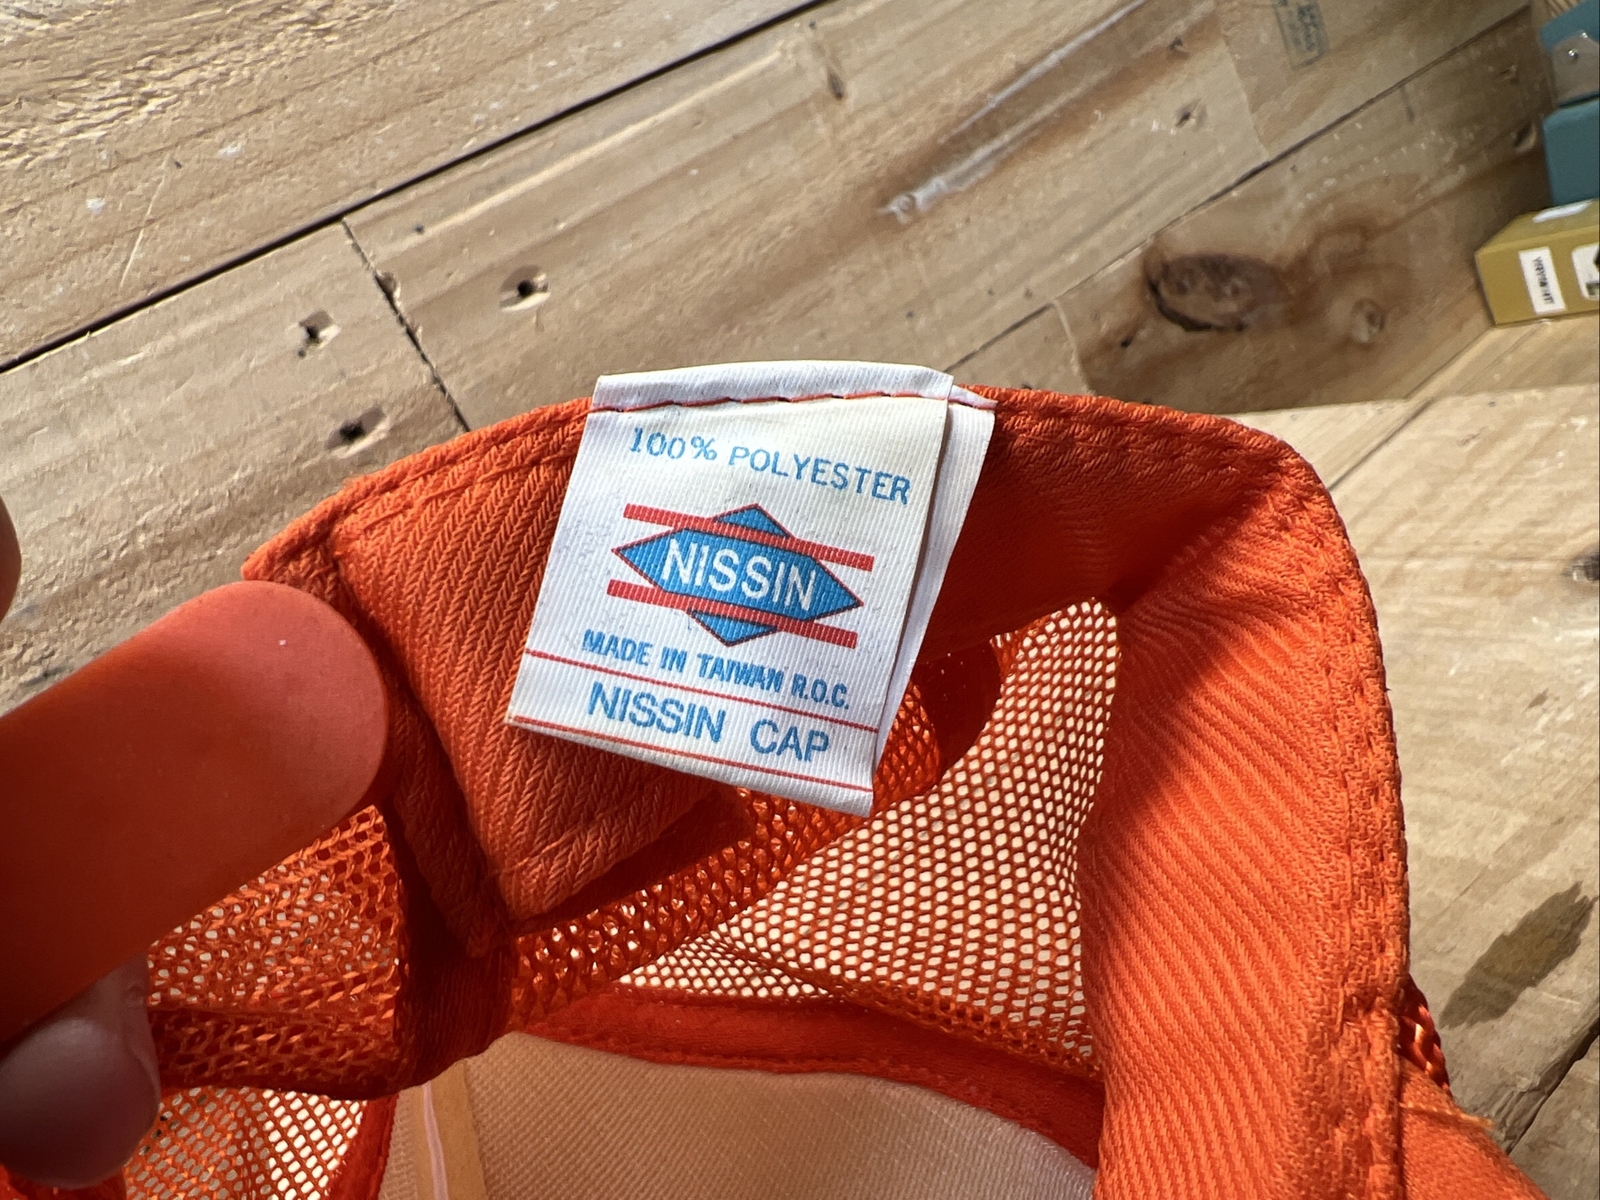 100% POLYESTER
NISSIN
MADE IN TAIWAN R.O.C.
NISSIN CAP